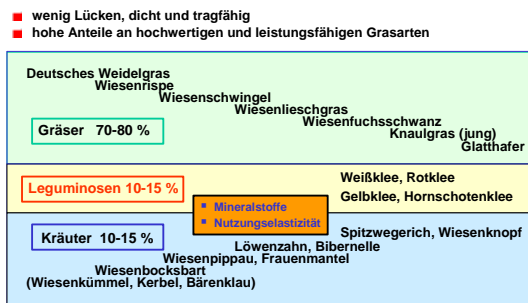 wenig Lücken, dicht und tragfähig
hohe Anteile an hochwertigen und leistungsfähigen Grasarten
Deutsches Weidelgras
Wiesenrispe
Wiesenschwingel
Wiesenlieschgras
Wiesenfuchsschwanz
Gräser 70-80 %
Knaulgras (jung)
Glatthafer
Weißklee, Rotklee
Leguminosen 10-15 %
Gelbklee, Hornschotenklee
Mineralstoffe
Nutzungselastizität
Spitzwegerich, Wiesenknopf
Kräuter 10-15 %
Löwenzahn, Bibernelle
Wiesenpippau, Frauenmantel
Wiesenbocksbart
(Wiesenkümmel, Kerbel, Bärenklau)